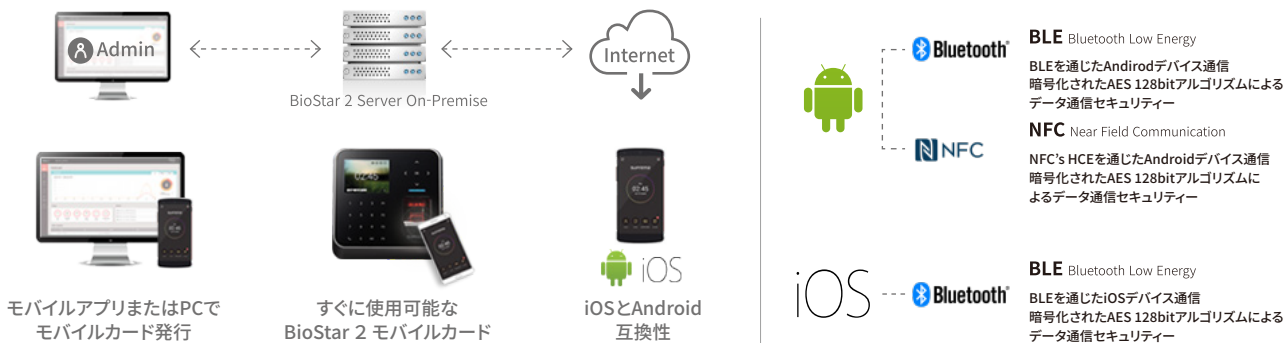 Admin
BioStar 2 Server On-Premise
Internet
モバイルアプリまたはPCで
モバイルカード発行
02:45
すぐに使用可能な
BioStar 2 モバイルカード
suprema
02:45
iOS
iOSとAndroid
互換性
Bluetooth®
BLE Bluetooth Low Energy
BLEを通じたAndirodデバイス通信
暗号化されたAES 128bitアルゴリズムによる
データ通信セキュリティー
NFC
NFC Near Field Communication
NFC's HCEを通じたAndroidデバイス通信
暗号化されたAES 128bitアルゴリズムに
よるデータ通信セキュリティー
iOS
Bluetooth®
BLE Bluetooth Low Energy
BLEを通じたiOSデバイス通信
暗号化されたAES 128bitアルゴリズムによる
データ通信セキュリティー